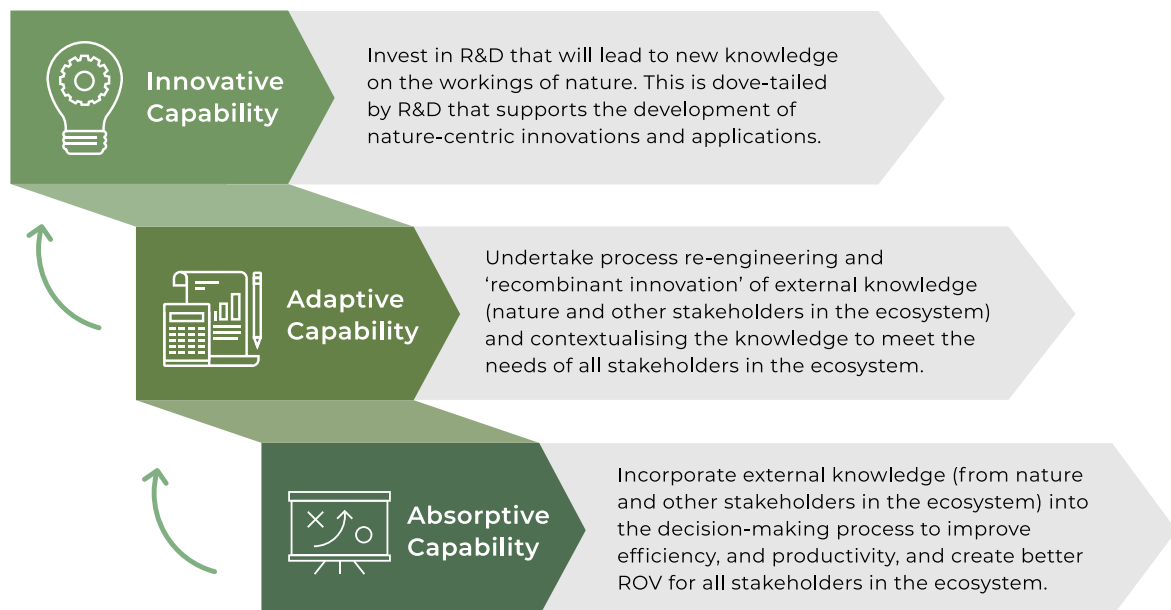 Innovative
Capability
Invest in R&D that will lead to new knowledge
on the workings of nature. This is dove-tailed
by R&D that supports the development of
nature-centric innovations and applications.
Adaptive
Capability
Undertake process re-engineering and
‘recombinant innovation’ of external knowledge
(nature and other stakeholders in the ecosystem)
and contextualising the knowledge to meet the
needs of all stakeholders in the ecosystem.
Absorptive
Capability
Incorporate external knowledge (from nature
and other stakeholders in the ecosystem) into
the decision-making process to improve
efficiency, and productivity, and create better
ROV for all stakeholders in the ecosystem.